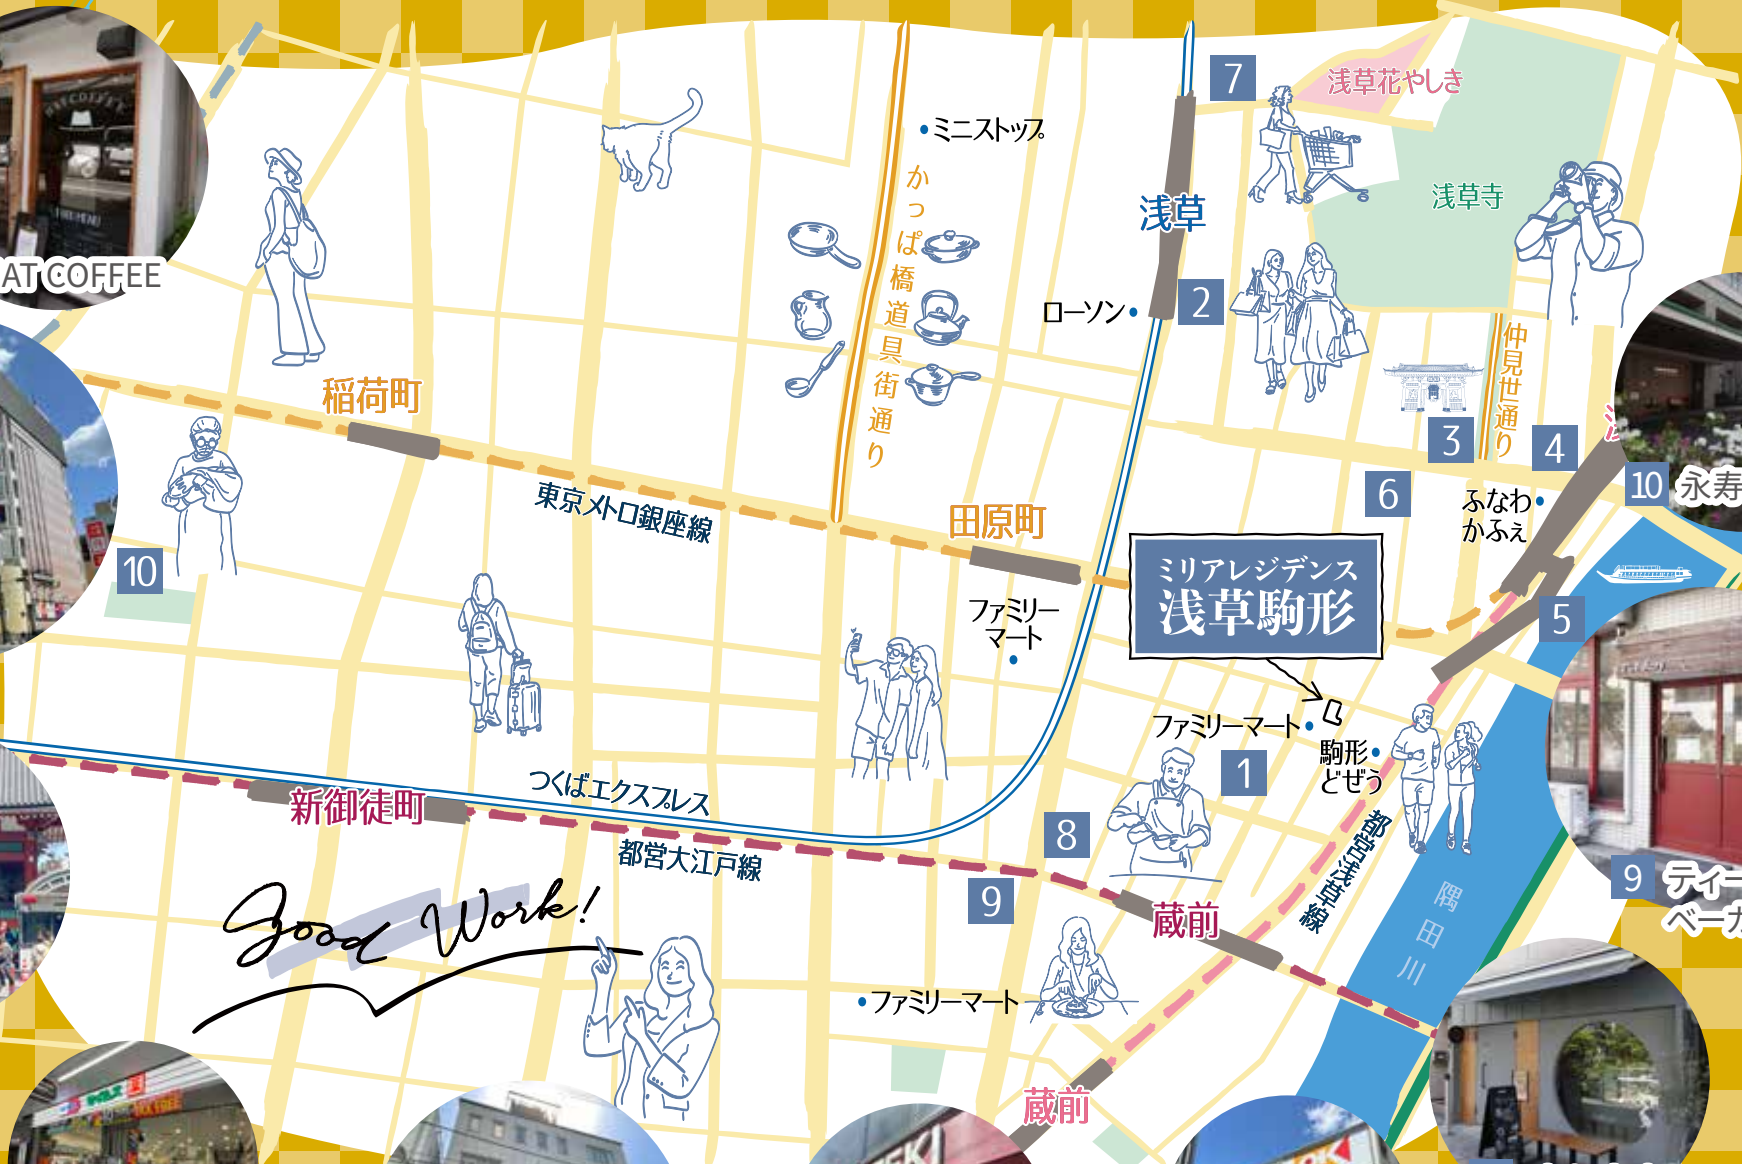 7
浅草花やしき
ミニストップ
かっぱ橋道具街通り
浅草
浅草寺
AT COFFEE
2
ローソン
仲見世通り
稲荷町
3
4
6
10 永寿
ふなわ
かふぇ
東京メトロ銀座線
田原町
10
ミリアレジデンス
浅草駒形
ファミリー
マート
5
ファミリーマート
駒形
どぜう
1
つくばエクスプレス
新御徒町
都営大江戸線
8
都営浅草線
9
9 ティー
ベーカ
蔵前
隅田川
Good Work!
ファミリーマート
蔵前